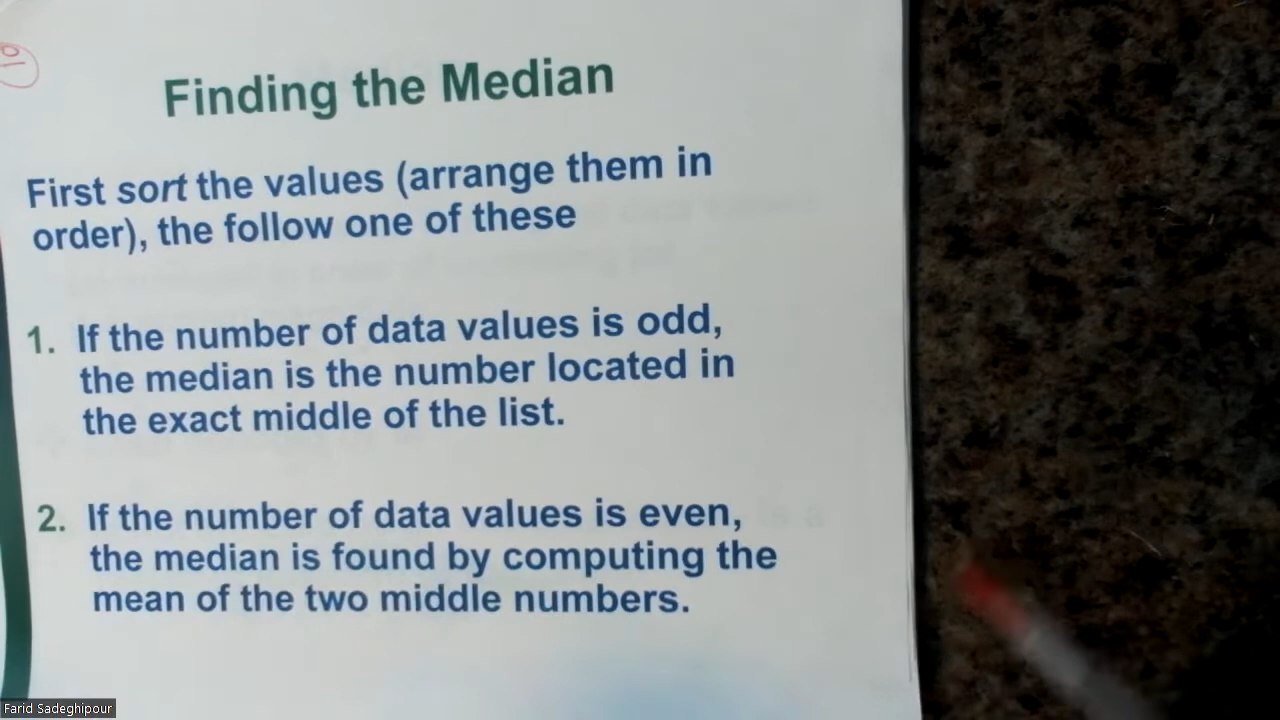 Finding the Median
First sort the values (arrange them in
order), the follow one of these
1. If the number of data values is odd,
the median is the number located in
the exact middle of the list.
2. If the number of data values is even,
the median is found by computing the
mean of the two middle numbers.
Farid Sadeghipour